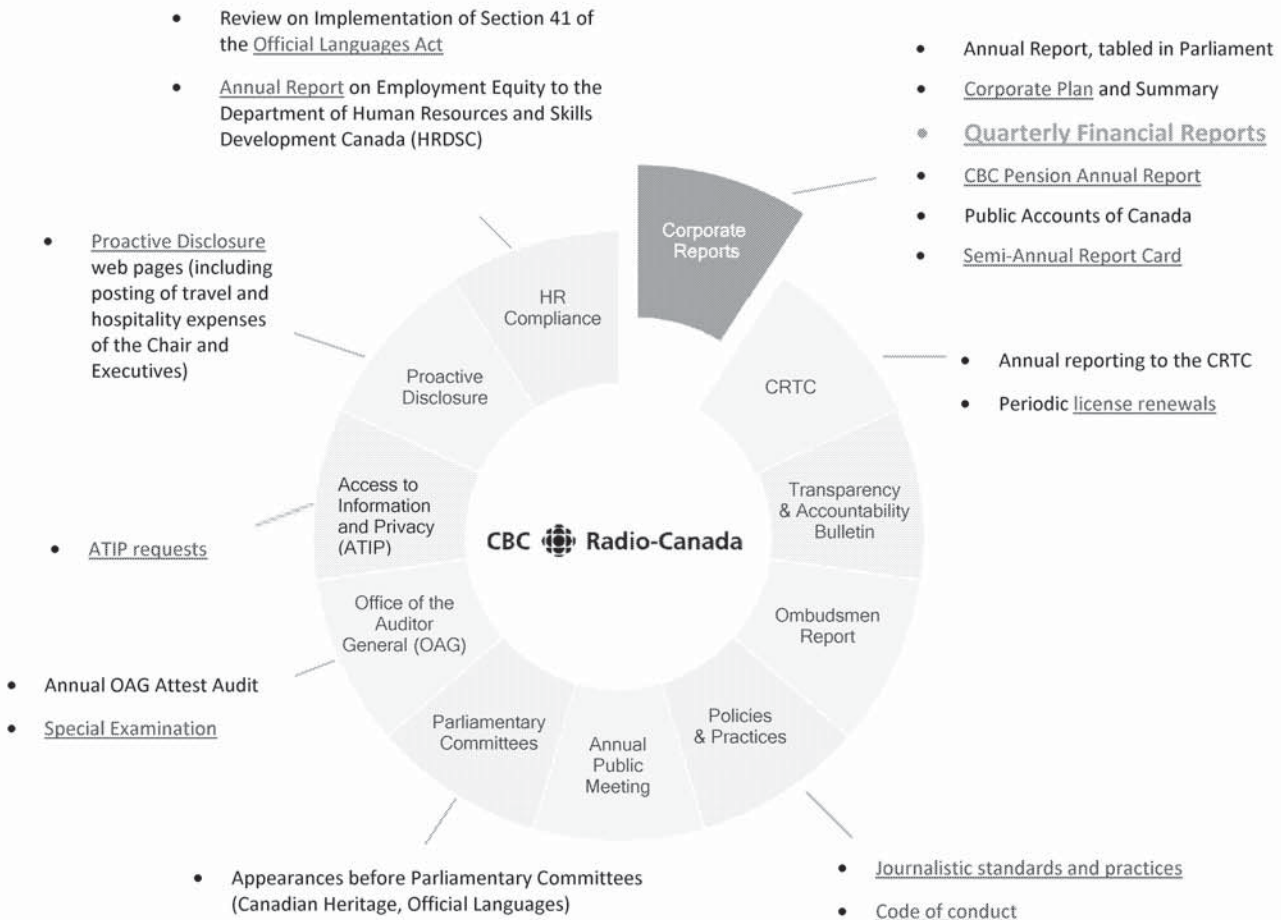 • Review on Implementation of Section 41 of
the Official Languages Act
• Annual Report on Employment Equity to the
Department of Human Resources and Skills
Development Canada (HRDSC)
• Annual Report, tabled in Parliament
• Corporate Plan and Summary
• Quarterly Financial Reports
• CBC Pension Annual Report
• Public Accounts of Canada
• Semi-Annual Report Card
• Proactive Disclosure
web pages (including
posting of travel and
hospitality expenses
of the Chair and
Executives)
Corporate
Reports
HR
Compliance
Proactive
Disclosure
CRTC
• Annual reporting to the CRTC
• Periodic license renewals
Access to
Information
and Privacy
(ATIP)
Transparency
& Accountability
Bulletin
CBC Radio-Canada
• ATIP requests
Office of the
Auditor
General (OAG)
Ombudsmen
Report
• Annual OAG Attest Audit
• Special Examination
Parliamentary
Committees
Annual
Public
Meeting
Policies
& Practices
• Appearances before Parliamentary Committees
(Canadian Heritage, Official Languages)
• Journalistic standards and practices
• Code of conduct